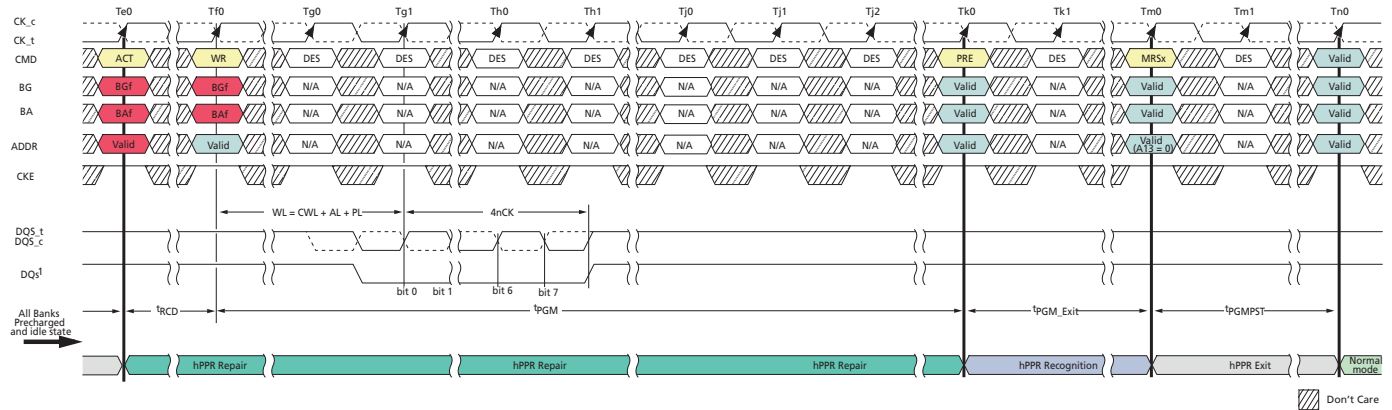 Te0 Tf0 Tg0 Tg1 Th0 Th1 Tj0 Tj1 Tj2 Tk0 Tk1 Tm0 Tm1 Tn0
CK_c
CK_t
CMD ACT WR DES DES DES DES DES DES DES PRE DES MRSx DES Valid
BG BGf BGf N/A N/A N/A N/A N/A N/A N/A Valid N/A Valid N/A Valid
BA BAf BAf N/A N/A N/A N/A N/A N/A N/A Valid N/A Valid N/A Valid
ADDR Valid Valid N/A N/A N/A N/A N/A N/A N/A Valid N/A Valid (A13 = 0) N/A Valid
CKE
WL = CWL + AL + PL 4nCK
DQS_t
DQS_c
DQs1
bit 0 bit 1 bit 6 bit 7
All Banks
Precharged
and idle state
tRCD tPGM tPGM_Exit tPGMPST
hPPR Repair hPPR Repair hPPR Repair hPPR Recognition hPPR Exit Normal mode
Don't Care